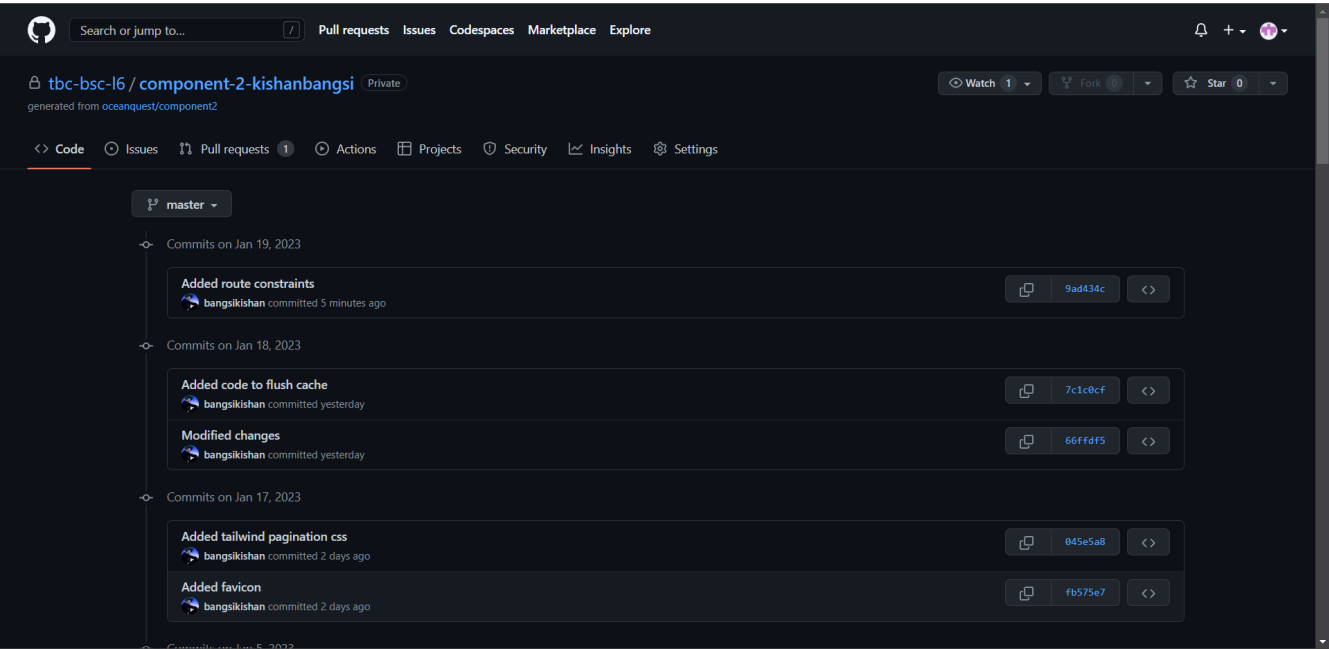 Search or jump to... / Pull requests Issues Codespaces Marketplace Explore
tbc-bsc-l6 / component-2-kishanbangsi Private Watch 1 Fork 0 Star 0
generated from oceanquest/component2
<> Code Issues Pull requests 1 Actions Projects Security Insights Settings
master
Commits on Jan 19, 2023
Added route constraints
bangsikishan committed 5 minutes ago
9ad434c <>
Commits on Jan 18, 2023
Added code to flush cache
bangsikishan committed yesterday
7c1c0cf <>
Modified changes
bangsikishan committed yesterday
66ffdf5 <>
Commits on Jan 17, 2023
Added tailwind pagination css
bangsikishan committed 2 days ago
045e5a8 <>
Added favicon
bangsikishan committed 2 days ago
fb575e7 <>